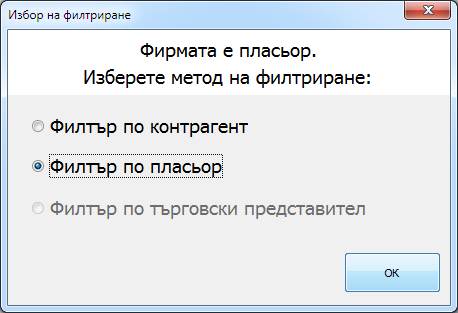 Избор на филтриране
Фирмата е пласьор.
Изберете метод на филтриране:
Филтър по контрагент
Филтър по пласьор
Филтър по търговски представител
OK